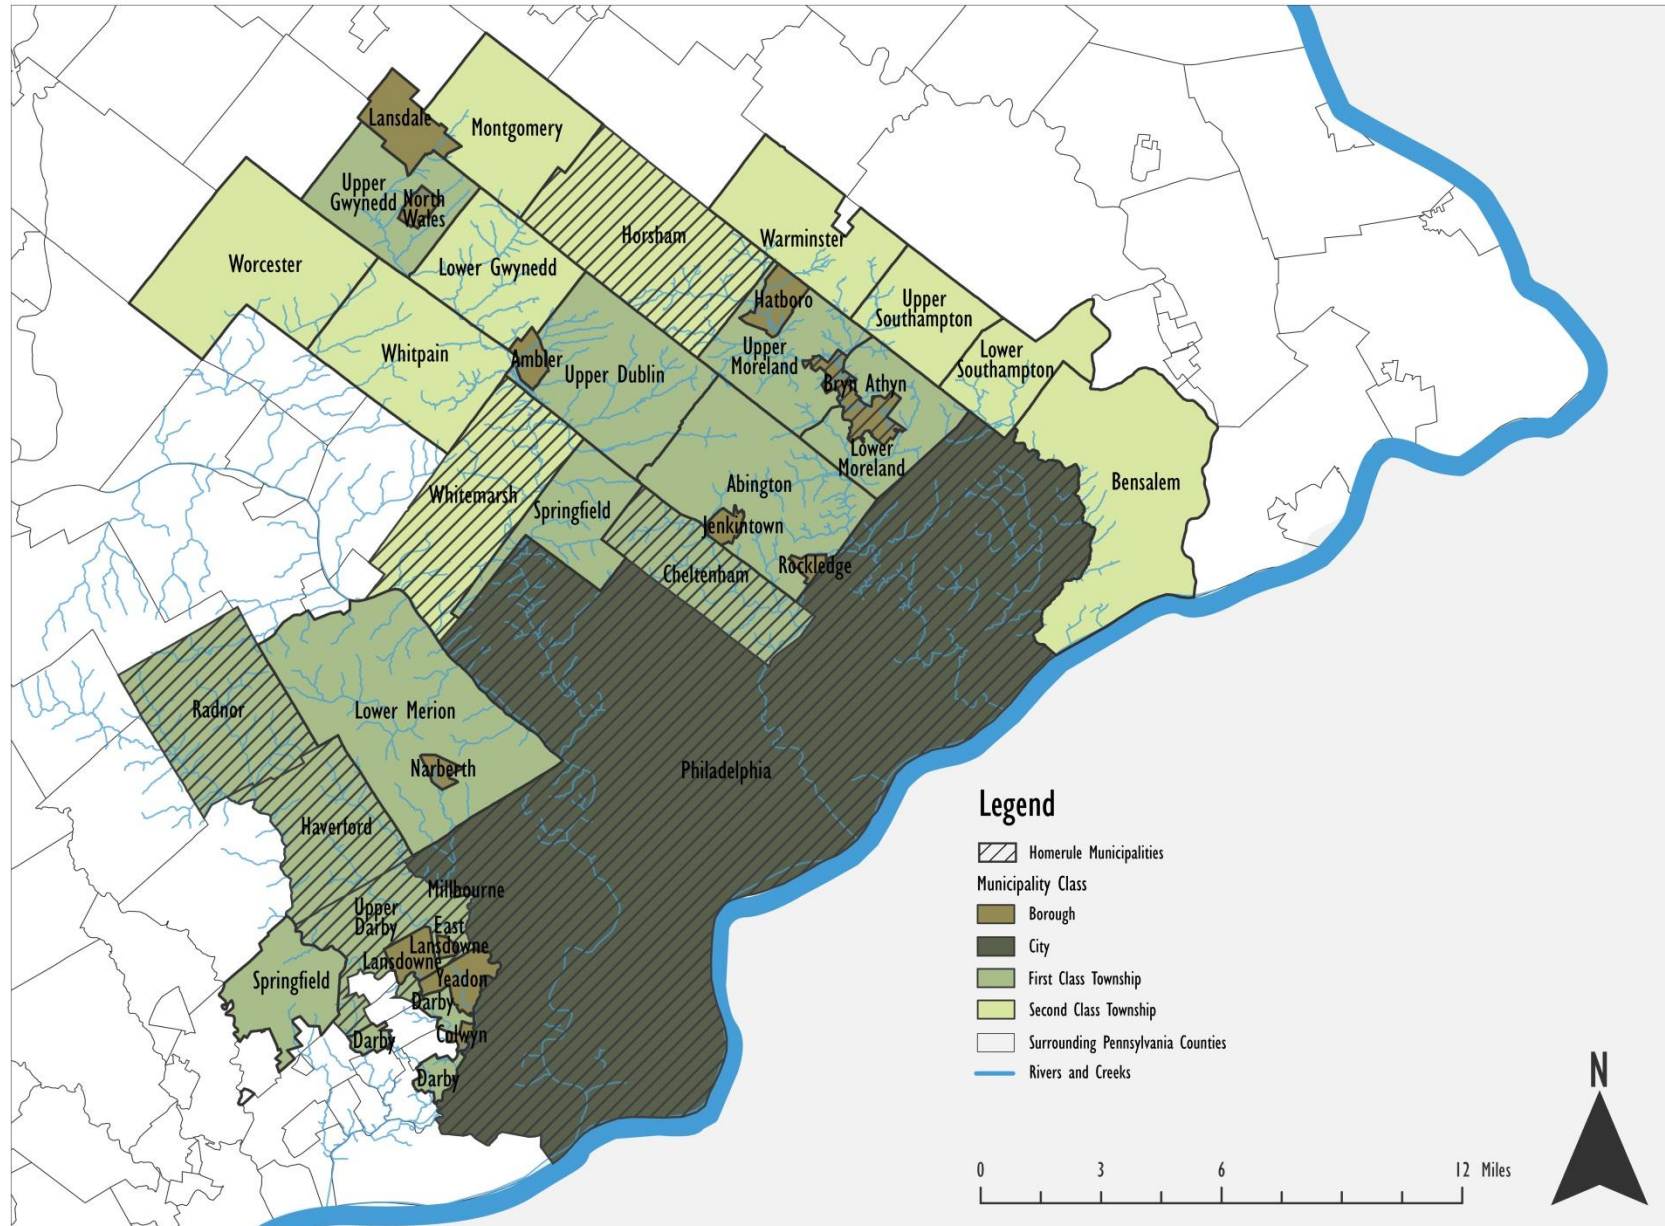 Lansdale
Montgomery
Upper
Gwynedd
North
Wales
Horsham
Warminster
Worcester
Lower Gwynedd
Hatboro
Upper
Southampton
Whitpain
Ambler
Upper Dublin
Upper
Moreland
Bryn Athyn
Lower
Southampton
Lower
Moreland
Whitemarsh
Springfield
Abington
Bensalem
Jenkintown
Cheltenham
Rockledge
Radnor
Lower Merion
Narberth
Philadelphia
Haverford
Millbourne
Upper
Darby
East
Lansdowne
Lansdowne
Springfield
Yeadon
Darby
Darby
Colwyn
Darby
Legend
Homerule Municipalities
Municipality Class
Borough
City
First Class Township
Second Class Township
Surrounding Pennsylvania Counties
Rivers and Creeks
N
0 3 6 12 Miles